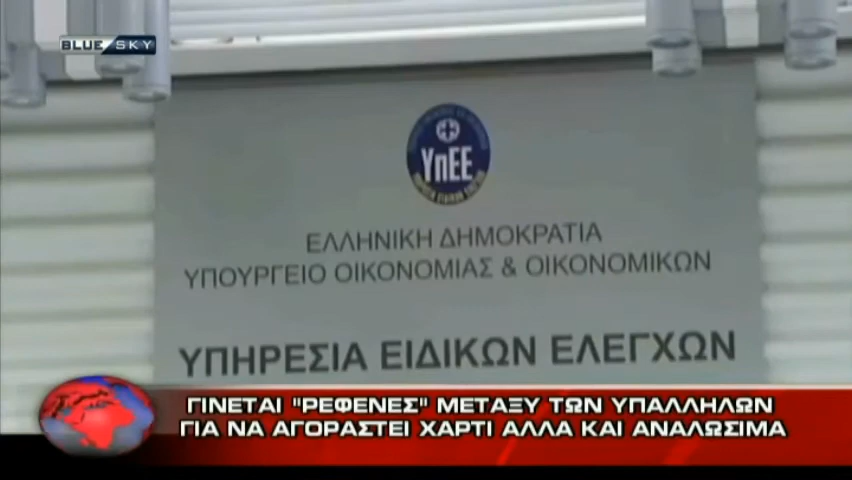 BLUE SKY
ΥπΕΕ
ΕΛΛΗΝΙΚΗ ΔΗΜΟΚΡΑΤΙΑ
ΥΠΟΥΡΓΕΙΟ ΟΙΚΟΝΟΜΙΑΣ & ΟΙΚΟΝΟΜΙΚΩΝ
ΥΠΗΡΕΣΙΑ ΕΙΔΙΚΩΝ ΕΛΕΓΧΩΝ
ΓΙΝΕΤΑΙ "ΡΕΦΕΝΕΣ" ΜΕΤΑΞΥ ΤΩΝ ΥΠΑΛΛΗΛΩΝ
ΓΙΑ ΝΑ ΑΓΟΡΑΣΤΕΙ ΧΑΡΤΙ ΑΛΛΑ ΚΑΙ ΑΝΑΛΩΣΙΜΑ